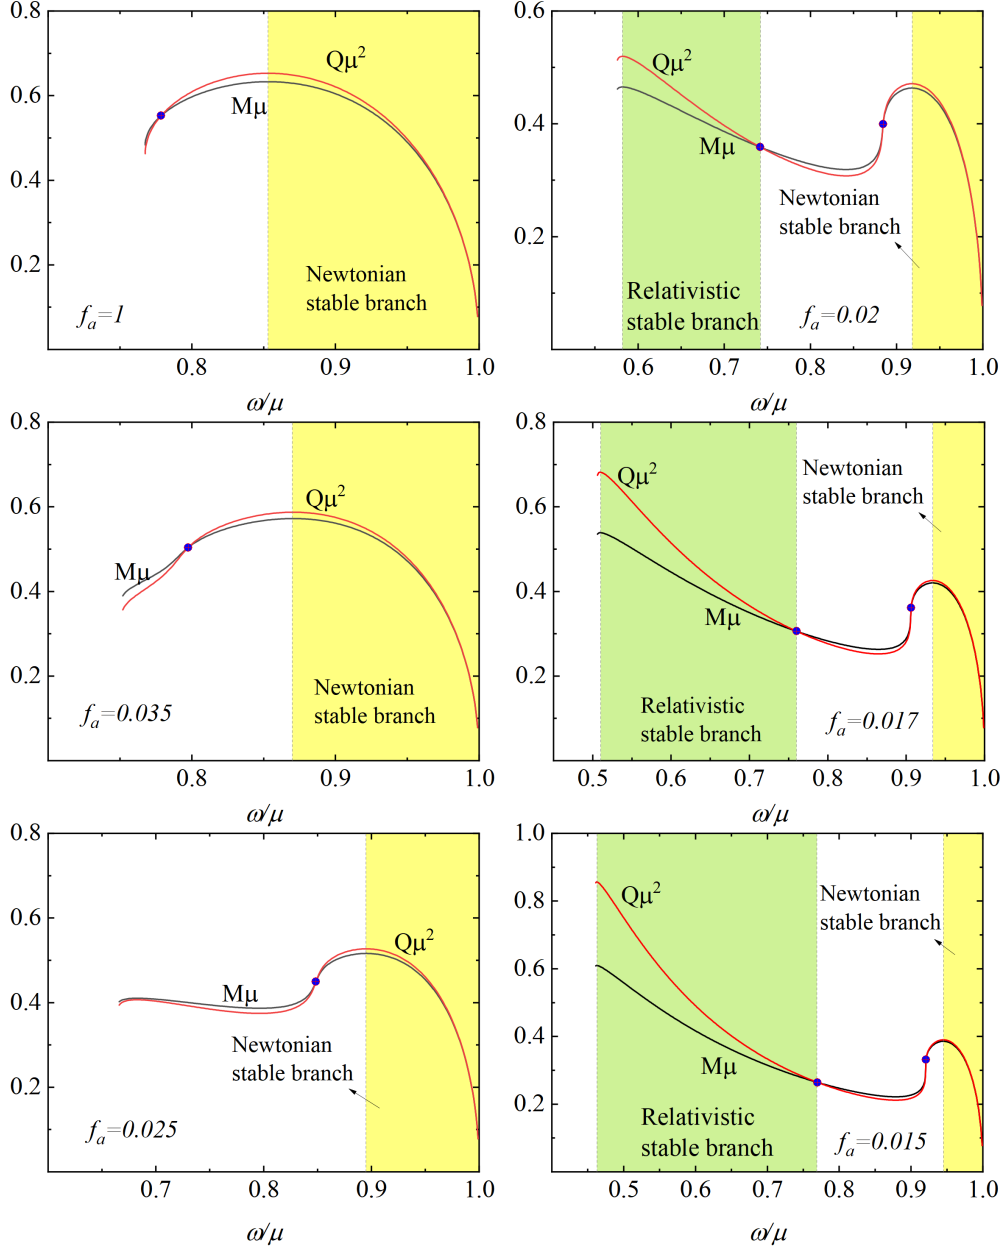 0.8
0.6
0.4
0.2
Qμ²
Mμ
Newtonian
stable branch
fₐ=1
0.8 0.9 1.0
ω/μ
0.6
0.4
0.2
Qμ²
Mμ
Newtonian
stable branch
Relativistic
stable branch
fₐ=0.02
0.6 0.7 0.8 0.9 1.0
ω/μ
0.8
0.6
0.4
0.2
Qμ²
Mμ
Newtonian
stable branch
fₐ=0.035
0.8 0.9 1.0
ω/μ
0.8
0.6
0.4
0.2
Qμ²
Newtonian
stable branch
Mμ
Relativistic
stable branch
fₐ=0.017
0.5 0.6 0.7 0.8 0.9 1.0
ω/μ
0.8
0.6
0.4
0.2
Qμ²
Mμ
Newtonian
stable branch
fₐ=0.025
0.7 0.8 0.9 1.0
ω/μ
1.0
0.8
0.6
0.4
0.2
Qμ²
Newtonian
stable branch
Mμ
Relativistic
stable branch
fₐ=0.015
0.5 0.6 0.7 0.8 0.9 1.0
ω/μ